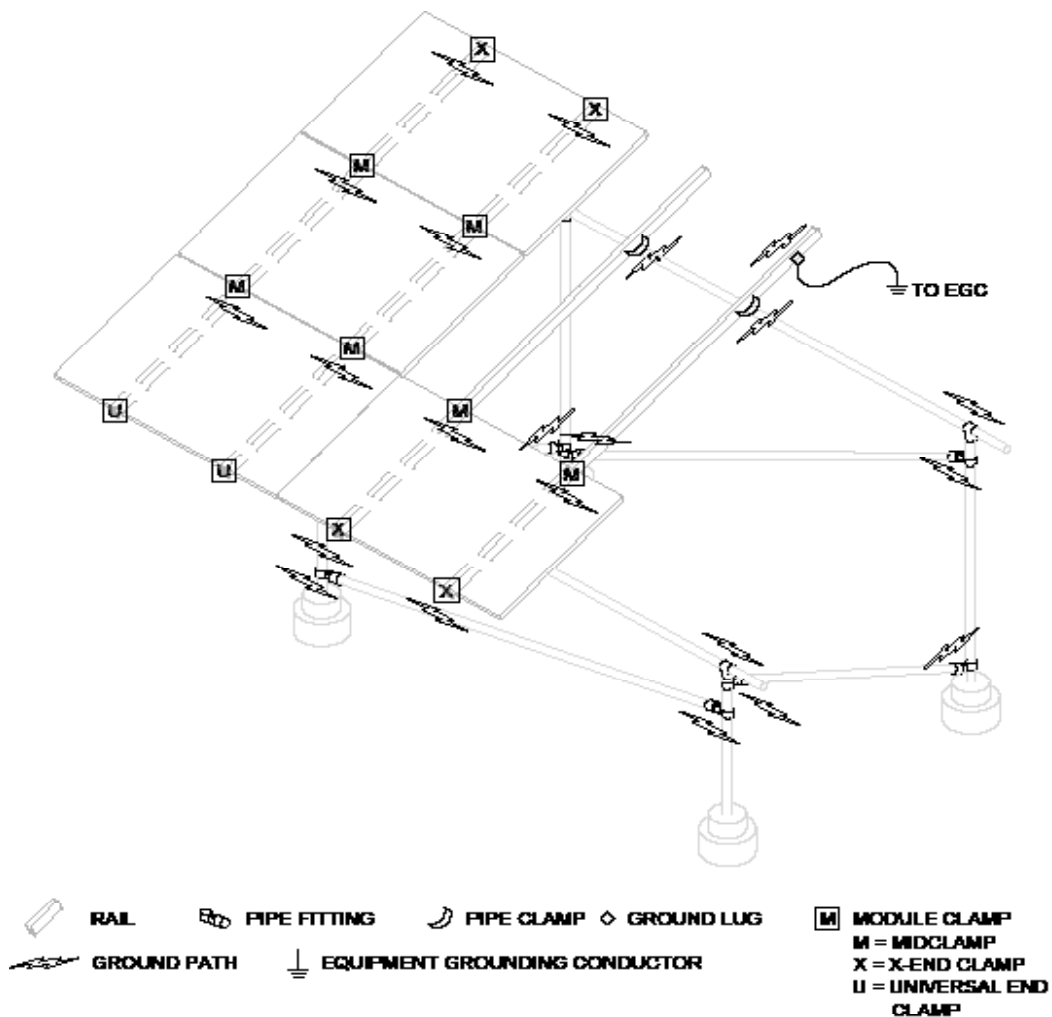 X
X
M
M
M
TO EGC
M
U
M
U
M
X
X
RAIL
PIPE FITTING
PIPE CLAMP
GROUND LUG
M
MODULE CLAMP
M = MIDCLAMP
GROUND PATH
EQUIPMENT GROUNDING CONDUCTOR
X = X-END CLAMP
U = UNIVERSAL END
CLAMP